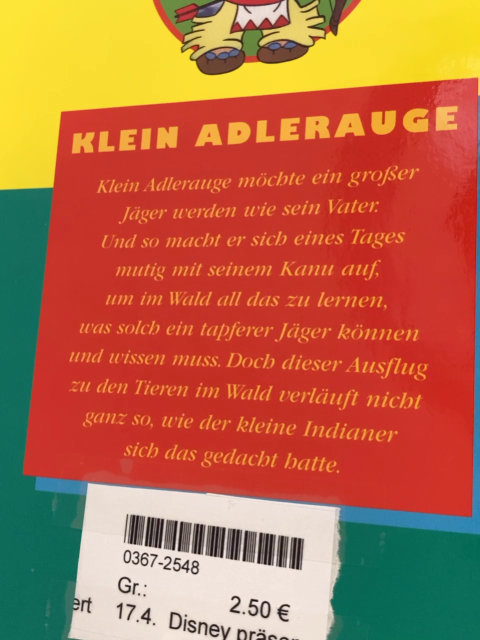 KLEIN ADLERAUGE
Klein Adlerauge möchte ein großer
Jäger werden wie sein Vater.
Und so macht er sich eines Tages
mutig mit seinem Kanu auf,
um im Wald all das zu lernen,
was solch ein tapferer Jäger können
und wissen muss. Doch dieser Ausflug
zu den Tieren im Wald verläuft nicht
ganz so, wie der kleine Indianer
sich das gedacht hatte.
0367-2548
Gr.:
2.50 €
ert 17.4. Disney präsen